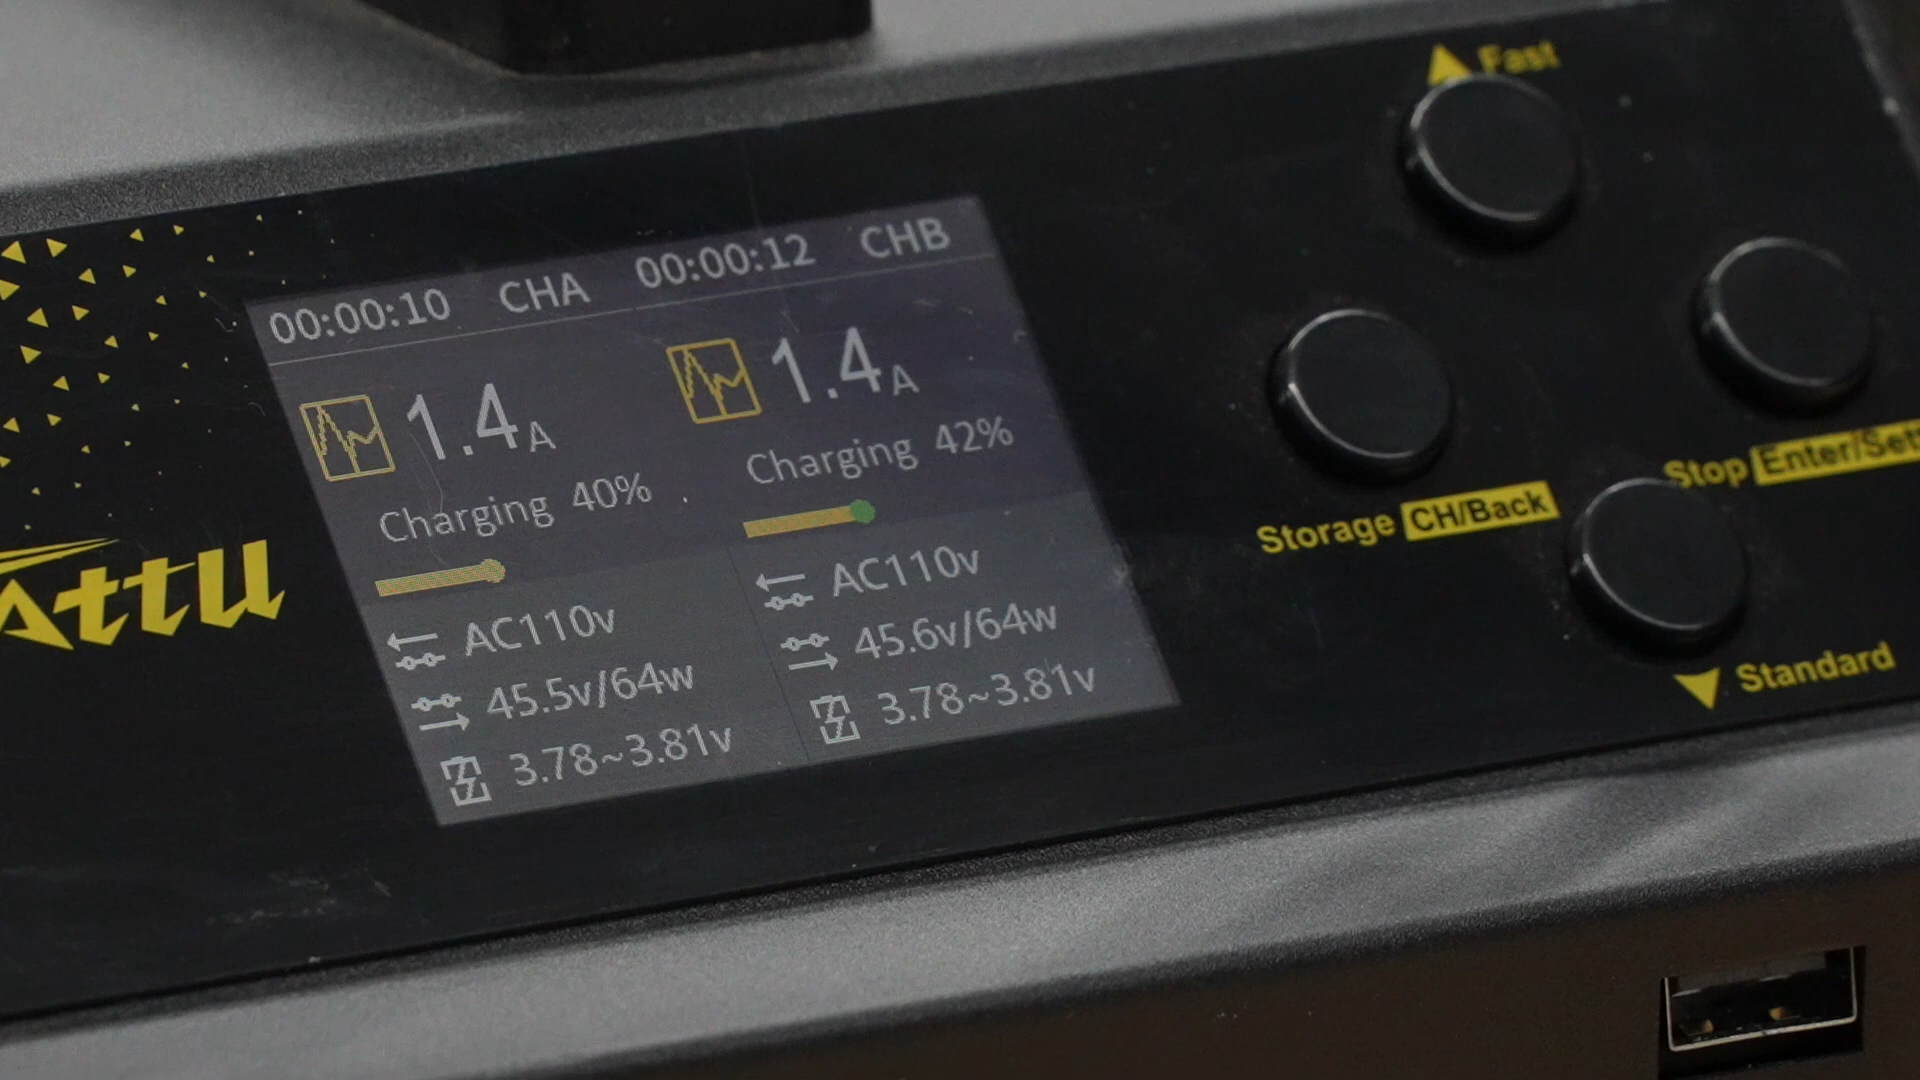 00:00:10 CHA 00:00:12 CHB
1.4A
Charging 40%
AC110v
45.5v/64w
3.78~3.81v
1.4A
Charging 42%
AC110v
45.6v/64w
3.78~3.81v
Fast
Storage CH/Back
Stop Enter/Sett
Standard